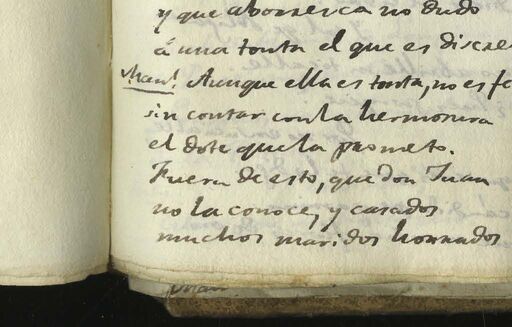 y que aborresca no dudo
á una tonta el que es discre
Man! Aunque ella es tonta, no es fe
sin contar con la hermosura
el dote que la prometo.
Fuera de esto, que don Juan
no la conoce, y casados
muchos maridos honrados